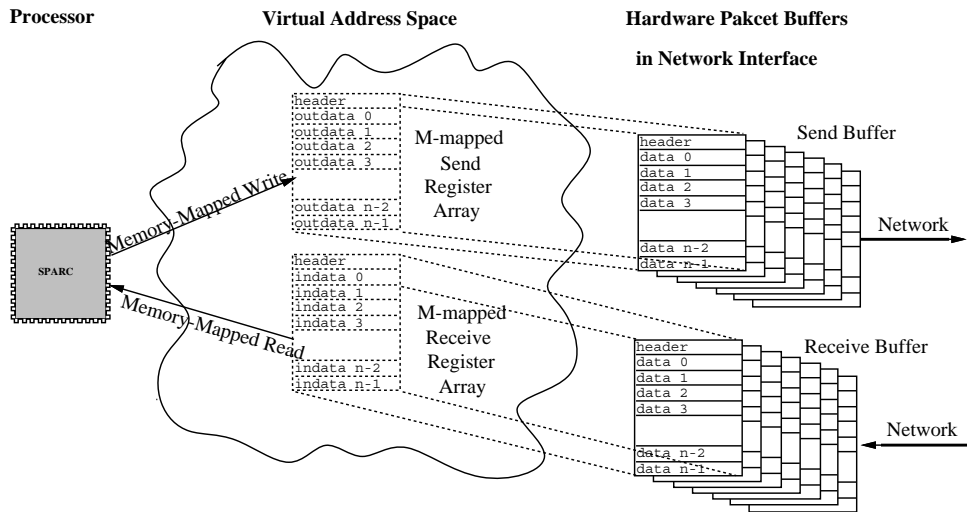 Processor
Virtual Address Space
Hardware Pakcet Buffers
in Network Interface
header
outdata 0
outdata 1
outdata 2
outdata 3
outdata n-2
outdata n-1
M-mapped
Send
Register
Array
header
data 0
data 1
data 2
data 3
data n-2
data n-1
Send Buffer
Network
Memory-Mapped Write
SPARC
Memory-Mapped Read
header
indata 0
indata 1
indata 2
indata 3
indata n-2
indata n-1
M-mapped
Receive
Register
Array
header
data 0
data 1
data 2
data 3
data n-2
data n-1
Receive Buffer
Network